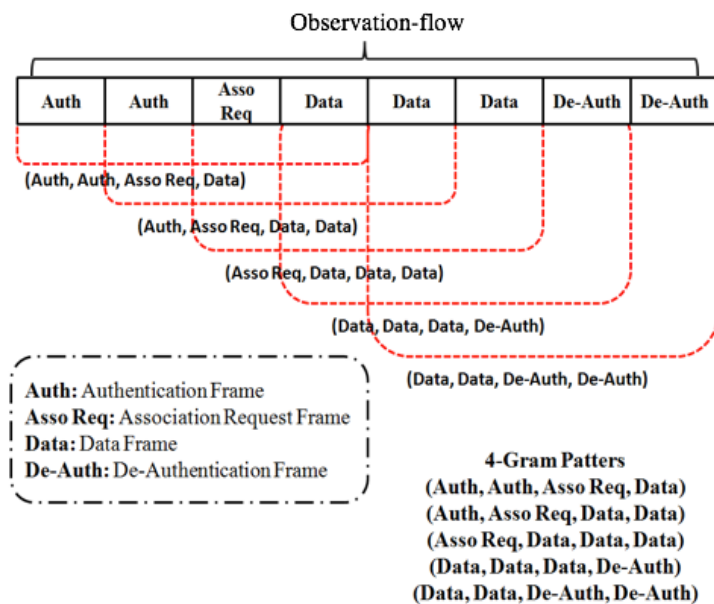 Observation-flow
Auth Auth Asso Req Data Data Data De-Auth De-Auth
(Auth, Auth, Asso Req, Data)
(Auth, Asso Req, Data, Data)
(Asso Req, Data, Data, Data)
(Data, Data, Data, De-Auth)
(Data, Data, De-Auth, De-Auth)
Auth: Authentication Frame
Asso Req: Association Request Frame
Data: Data Frame
De-Auth: De-Authentication Frame
4-Gram Patters
(Auth, Auth, Asso Req, Data)
(Auth, Asso Req, Data, Data)
(Asso Req, Data, Data, Data)
(Data, Data, Data, De-Auth)
(Data, Data, De-Auth, De-Auth)